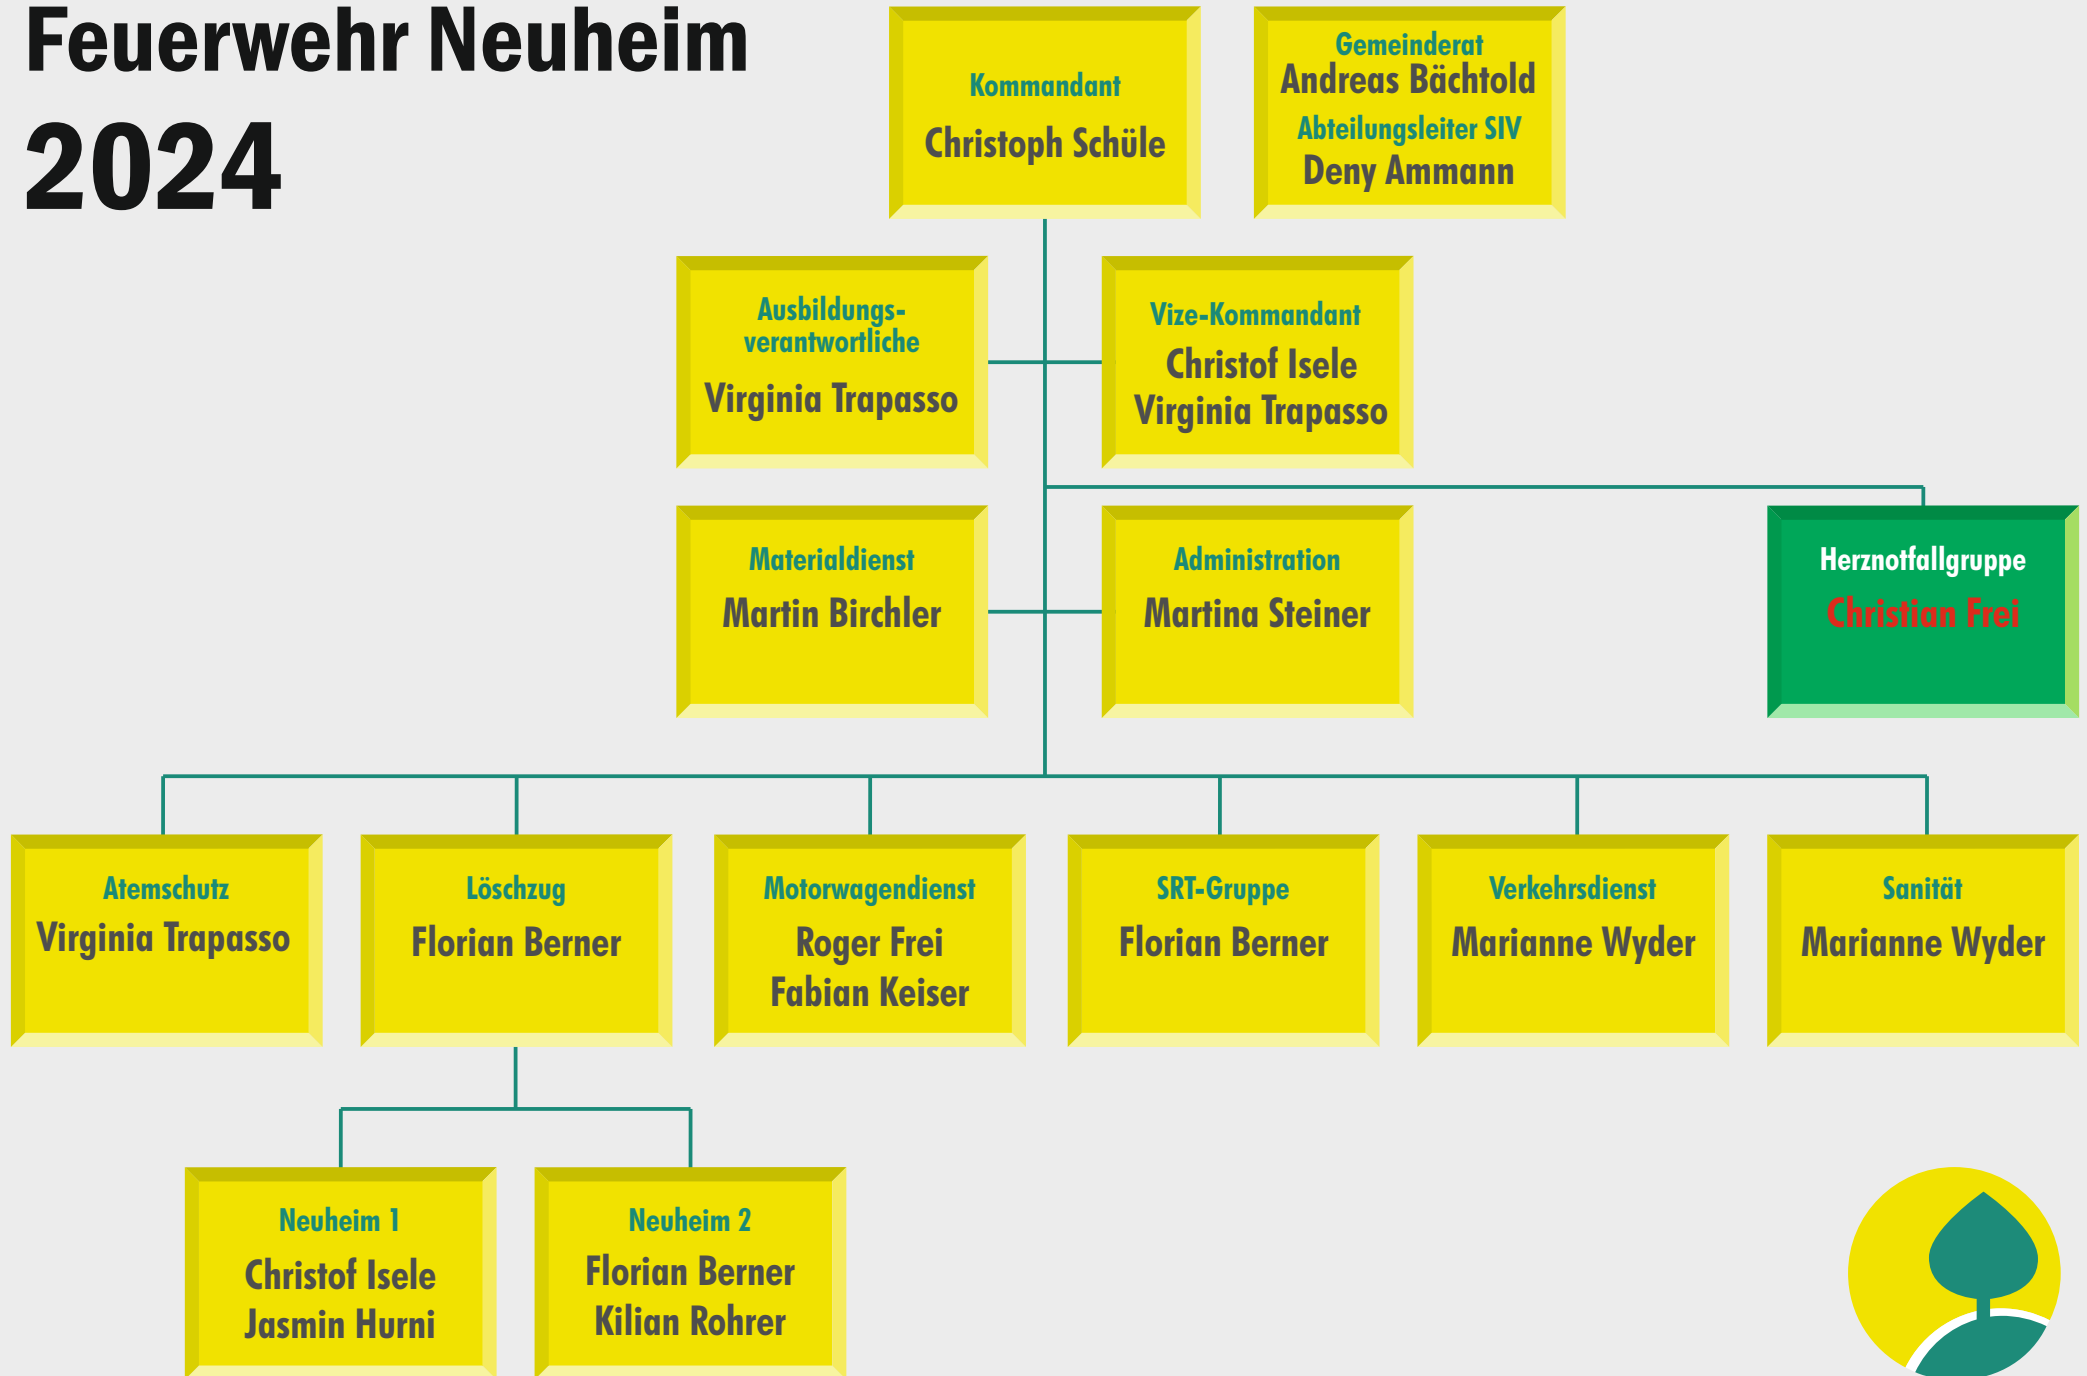 Feuerwehr Neuheim
2024
Kommandant
Christoph Schüle
Gemeinderat
Andreas Bächtold
Abteilungsleiter SIV
Deny Ammann
Ausbildungs-
verantwortliche
Virginia Trapasso
Vize-Kommandant
Christof Isele
Virginia Trapasso
Materialdienst
Martin Birchler
Administration
Martina Steiner
Herznotfallgruppe
Christian Frei
Atemschutz
Virginia Trapasso
Löschzug
Florian Berner
Motorwagendienst
Roger Frei
Fabian Keiser
SRT-Gruppe
Florian Berner
Verkehrsdienst
Marianne Wyder
Sanität
Marianne Wyder
Neuheim 1
Christof Isele
Jasmin Hurni
Neuheim 2
Florian Berner
Kilian Rohrer